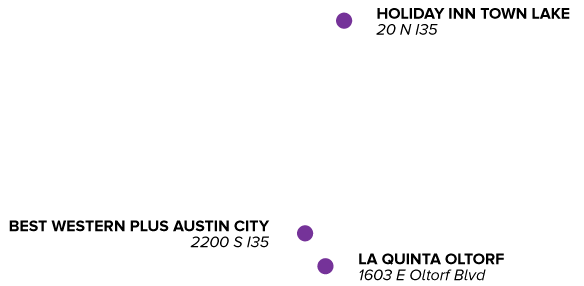 HOLIDAY INN TOWN LAKE
20 N I35
BEST WESTERN PLUS AUSTIN CITY
2200 S I35
LA QUINTA OLTORF
1603 E Oltorf Blvd